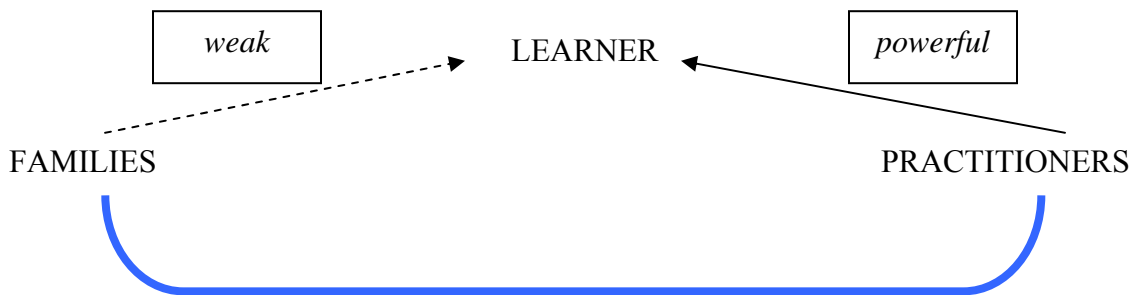 weak
LEARNER
powerful
FAMILIES
PRACTITIONERS